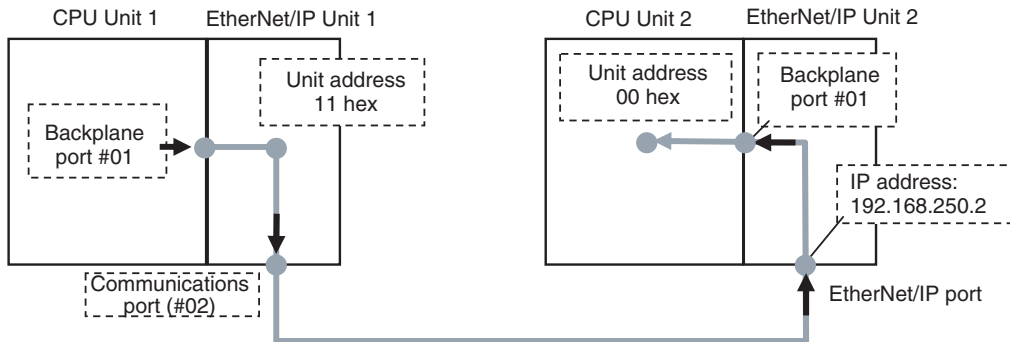 CPU Unit 1
EtherNet/IP Unit 1
CPU Unit 2
EtherNet/IP Unit 2
Unit address
11 hex
Backplane
port #01
Communications
port (#02)
Unit address
00 hex
Backplane
port #01
IP address:
192.168.250.2
EtherNet/IP port